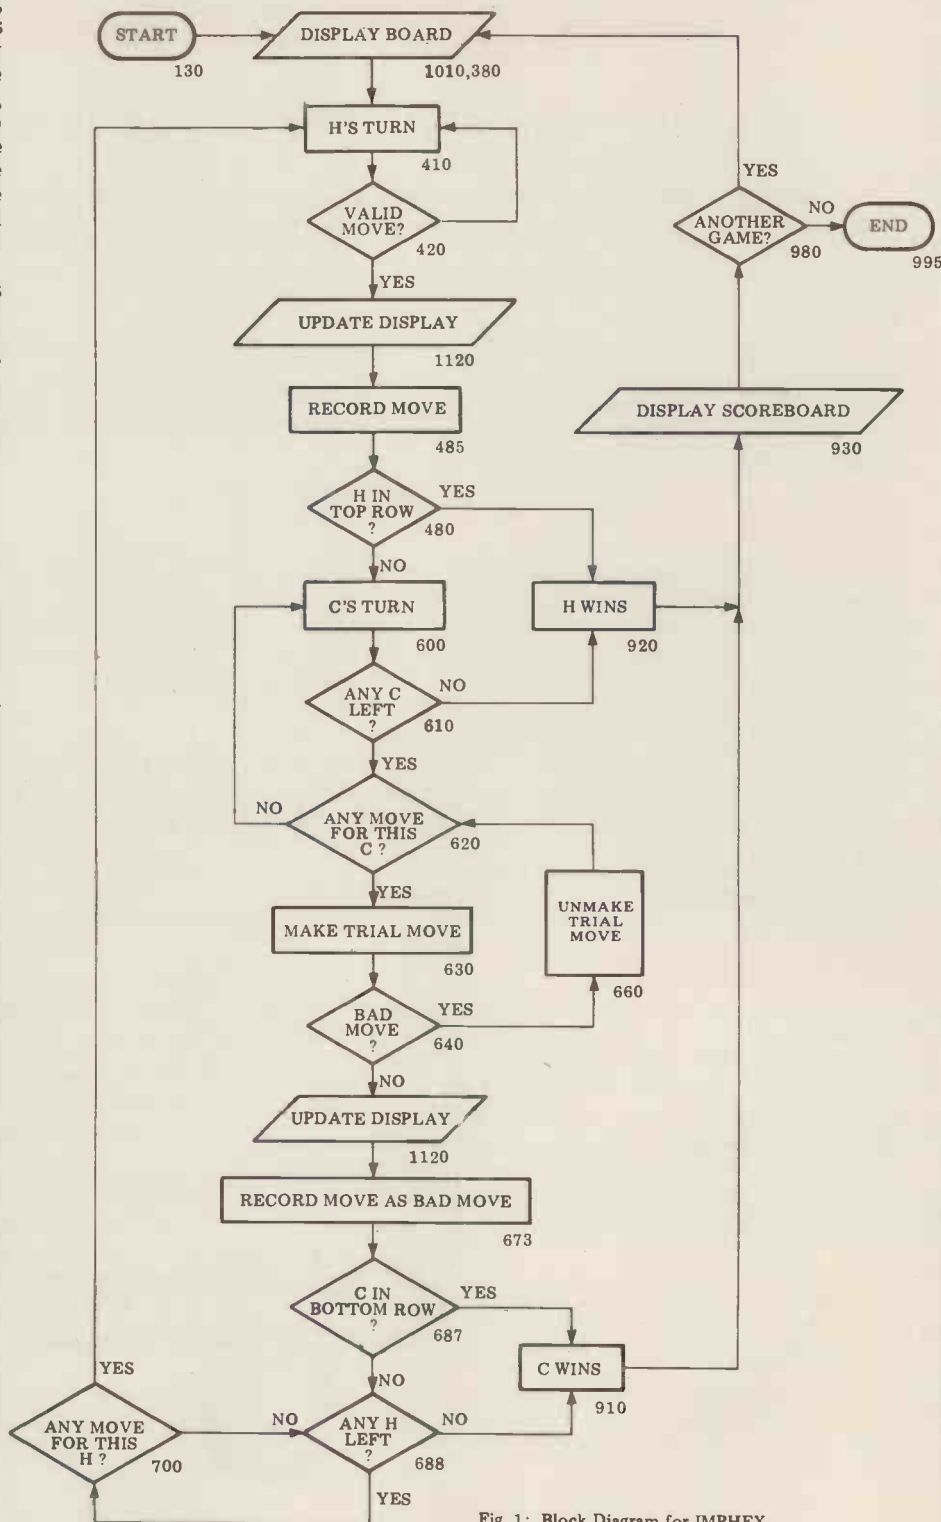 START
130
DISPLAY BOARD
1010,380
H'S TURN
410
VALID
MOVE?
420
YES
UPDATE DISPLAY
1120
RECORD MOVE
485
H IN
TOP ROW
?
480
YES
NO
C'S TURN
600
H WINS
920
ANY C
LEFT
?
610
NO
YES
NO
ANY MOVE
FOR THIS
C ?
620
YES
MAKE TRIAL MOVE
630
UNMAKE
TRIAL
MOVE
660
BAD
MOVE
?
640
YES
NO
UPDATE DISPLAY
1120
RECORD MOVE AS BAD MOVE
673
C IN
BOTTOM ROW
?
687
YES
NO
C WINS
910
YES
ANY MOVE
FOR THIS
H ?
700
NO
ANY H
LEFT
?
688
NO
YES
DISPLAY SCOREBOARD
930
ANOTHER
GAME?
980
YES
NO
END
995
Fig. 1: Block Diagram for IMPHEX